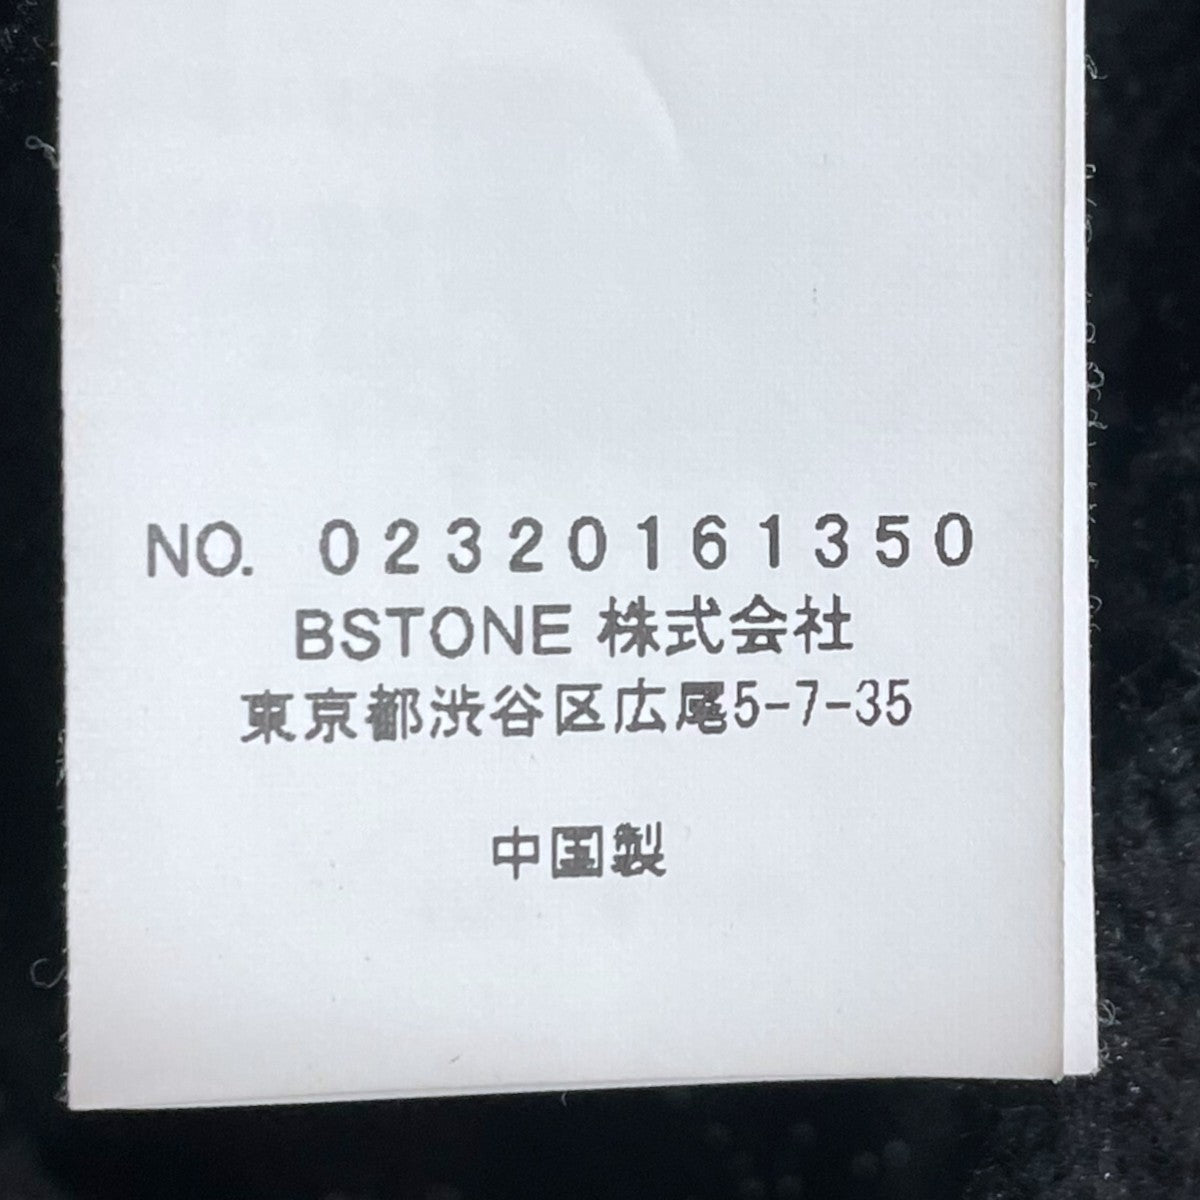 NO. 02320161350
BSTONE 株式会社
東京都渋谷区広尾5-7-35
中国製